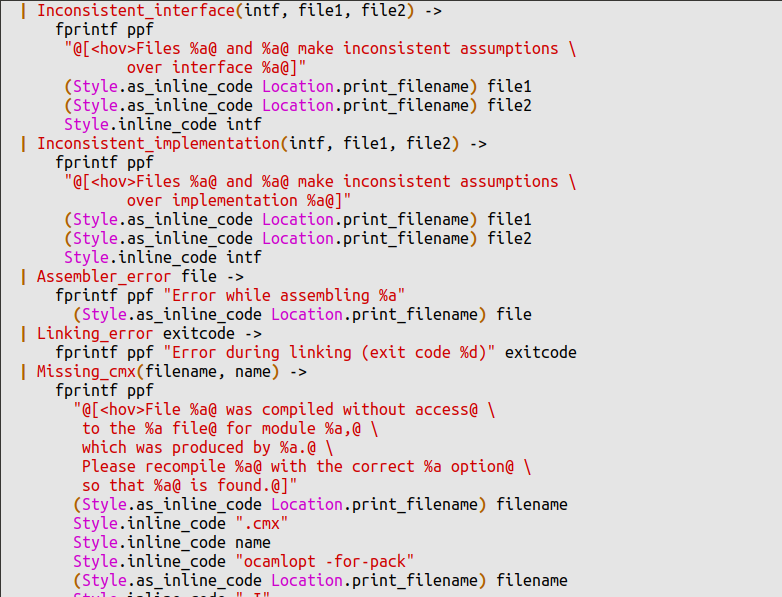 | Inconsistent_interface(intf, file1, file2) ->
    fprintf ppf
     "@[<hov>Files %a@ and %a@ make inconsistent assumptions \
            over interface %a@]"
     (Style.as_inline_code Location.print_filename) file1
     (Style.as_inline_code Location.print_filename) file2
     Style.inline_code intf
| Inconsistent_implementation(intf, file1, file2) ->
    fprintf ppf
     "@[<hov>Files %a@ and %a@ make inconsistent assumptions \
            over implementation %a@]"
     (Style.as_inline_code Location.print_filename) file1
     (Style.as_inline_code Location.print_filename) file2
     Style.inline_code intf
| Assembler_error file ->
    fprintf ppf "Error while assembling %a"
      (Style.as_inline_code Location.print_filename) file
| Linking_error exitcode ->
    fprintf ppf "Error during linking (exit code %d)" exitcode
| Missing_cmx(filename, name) ->
    fprintf ppf
      "@[<hov>File %a@ was compiled without access@ \
       to the %a file@ for module %a,@ \
       which was produced by %a.@ \
       Please recompile %a@ with the correct %a option@ \
       so that %a@ is found.@]"
      (Style.as_inline_code Location.print_filename) filename
      Style.inline_code ".cmx"
      Style.inline_code name
      Style.inline_code "ocamlopt -for-pack"
      (Style.as_inline_code Location.print_filename) filename
      Style.inline_code "-I"